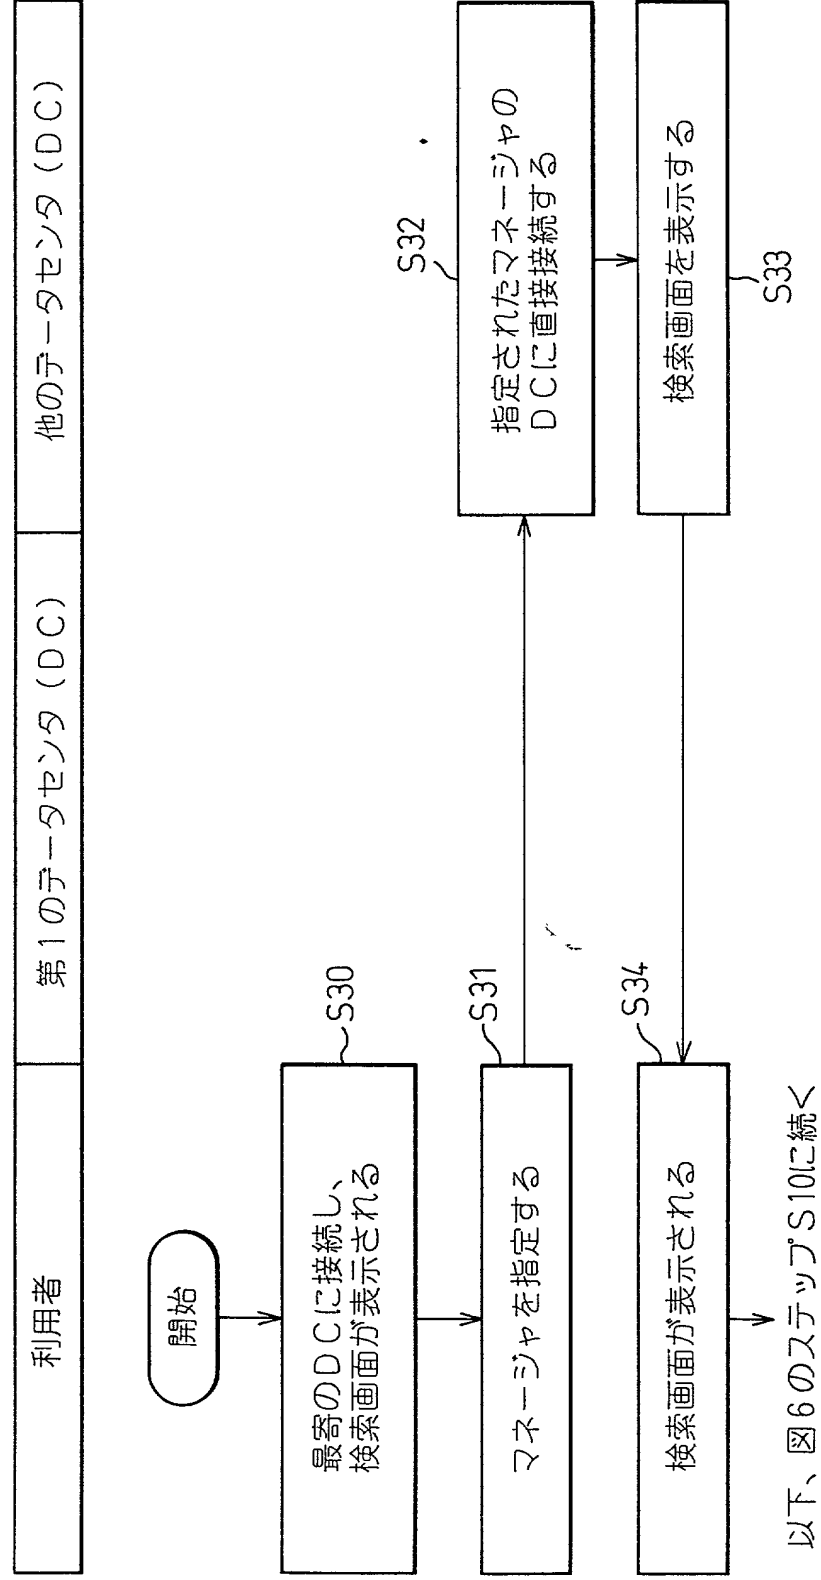 利用者
第1のデータセンタ(DC)
他のデータセンタ(DC)
開始
最寄のDCに接続し、
検索画面が表示される
S30
マネージャを指定する
S31
指定されたマネージャの
DCに直接接続する
S32
検索画面を表示する
S33
検索画面が表示される
S34
以下、図6のステップS10に続く